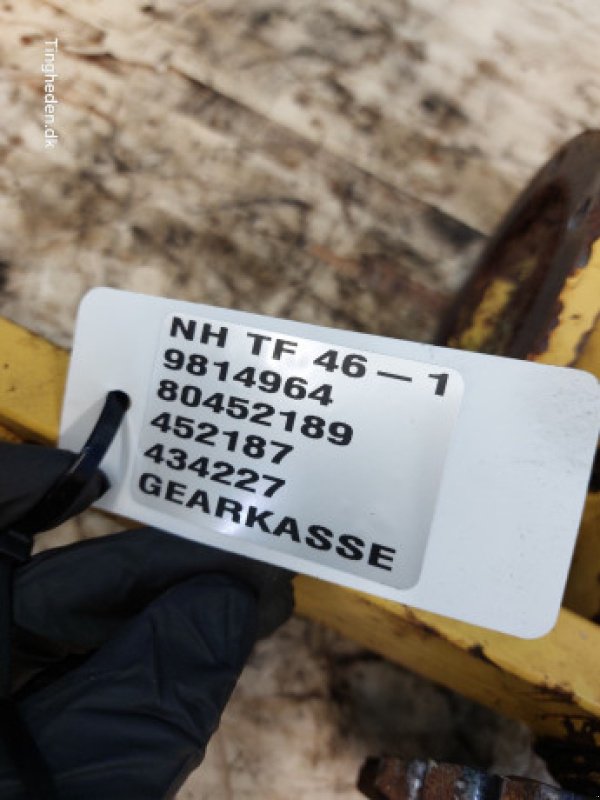 Tingheden.dk
NH TF 46 — 1
9814964
80452189
452187
434227
GEARKASSE